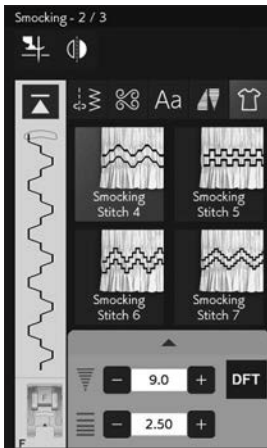 Smocking - 2 / 3
Aa
Smocking
Stitch 4
Smocking
Stitch 5
Smocking
Stitch 6
Smocking
Stitch 7
9.0
DFT
2.50
F